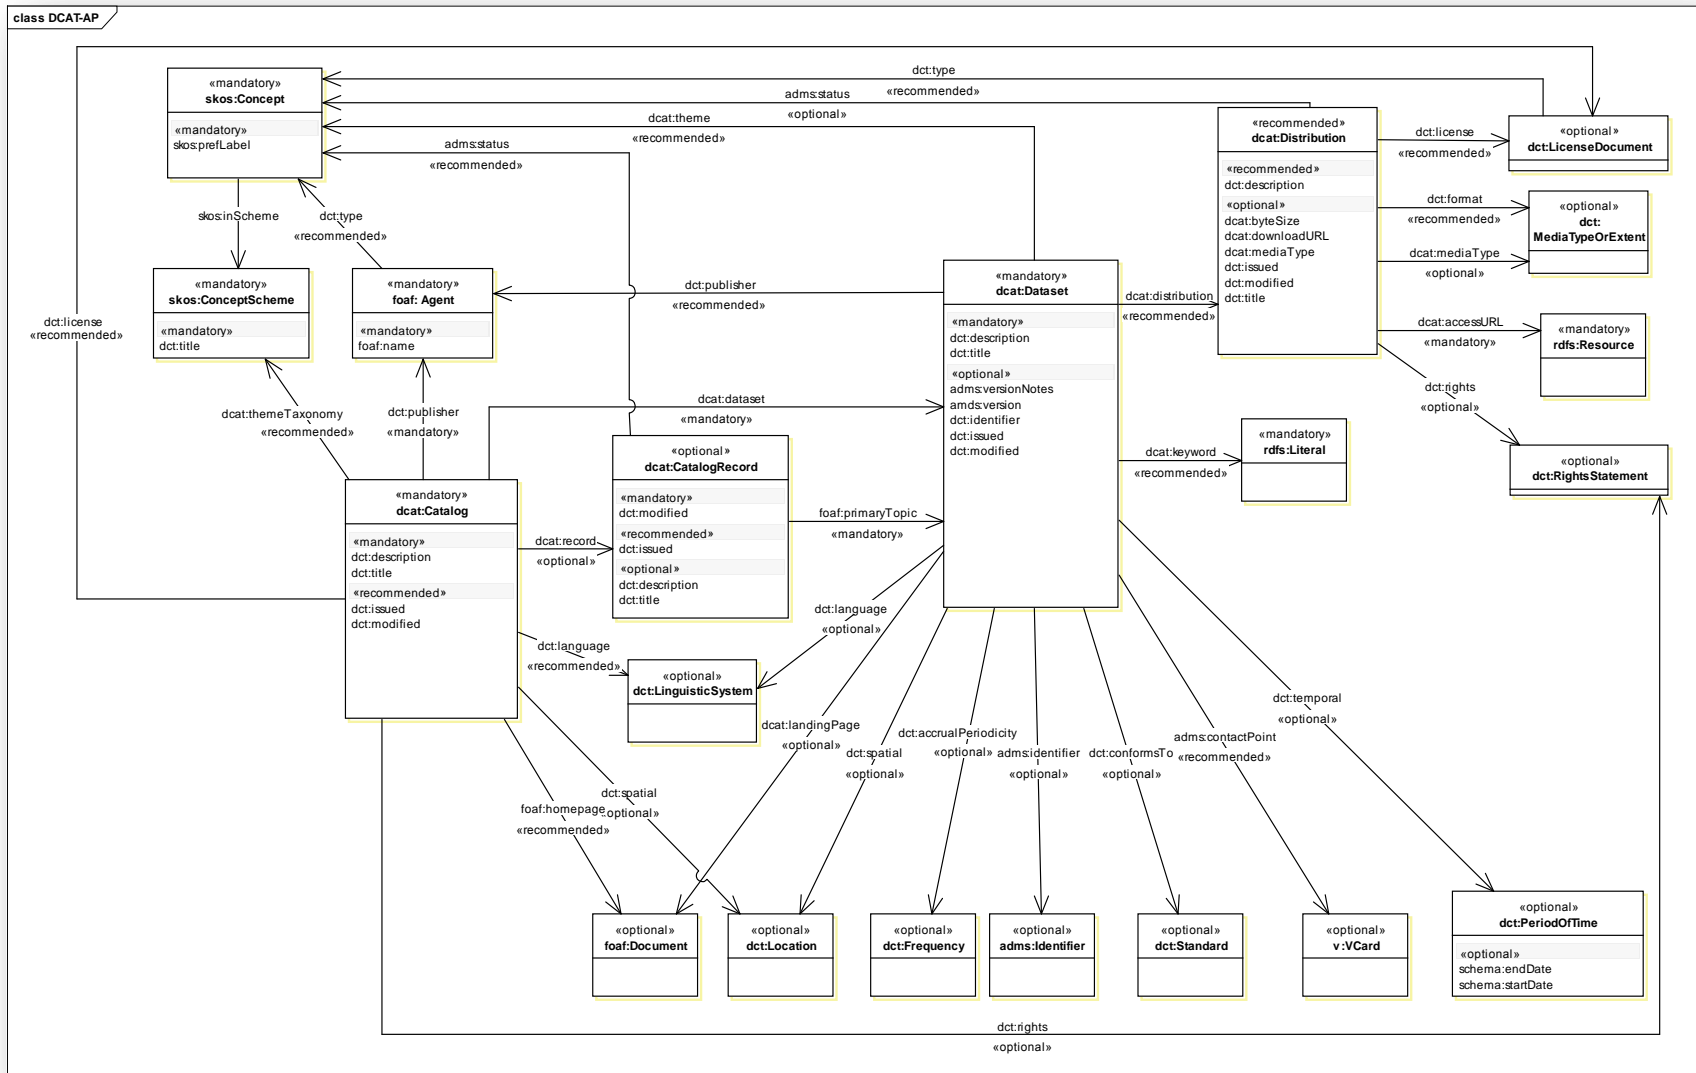 class DCAT-AP
«mandatory»
skos:Concept
«mandatory»
skos:prefLabel
dct:type
«recommended»
adms:status
«optional»
dcat:theme
«recommended»
adms:status
«recommended»
«recommended»
dcat:Distribution
«recommended»
dct:description
«optional»
dcat:byteSize
dcat:downloadURL
dcat:mediaType
dct:issued
dct:modified
dct:title
dct:license
«recommended»
«optional»
dct:LicenseDocument
dct:format
«recommended»
dcat:mediaType
«optional»
«optional»
dct:
MediaTypeOrExtent
dcat:accessURL
«mandatory»
«mandatory»
rdfs:Resource
dct:rights
«optional»
«optional»
dct:RightsStatement
skos:inScheme
dct:type
«recommended»
«mandatory»
skos:ConceptScheme
«mandatory»
dct:title
«mandatory»
foaf: Agent
«mandatory»
foaf:name
dct:publisher
«recommended»
«mandatory»
dcat:Dataset
«mandatory»
dct:description
dct:title
«optional»
adms:versionNotes
amds:version
dct:identifier
dct:issued
dct:modified
dcat:distribution
«recommended»
dcat:keyword
«recommended»
«mandatory»
rdfs:Literal
dct:license
«recommended»
dcat:themeTaxonomy
«recommended»
dct:publisher
«mandatory»
dcat:dataset
«mandatory»
«optional»
dcat:CatalogRecord
«mandatory»
dct:modified
«recommended»
dct:issued
«optional»
dct:description
dct:title
foaf:primaryTopic
«mandatory»
«mandatory»
dcat:Catalog
«mandatory»
dct:description
dct:title
«recommended»
dct:issued
dct:modified
dcat:record
«optional»
dct:language
«recommended»
dct:language
«optional»
«optional»
dct:LinguisticSystem
dcat:landingPage
«optional»
dct:spatial
«optional»
dct:accrualPeriodicity
«optional»
adms:identifier
«optional»
dct:conformsTo
«optional»
adms:contactPoint
«recommended»
dct:temporal
«optional»
dct:spatial
«optional»
foaf:homepage
«recommended»
«optional»
foaf:Document
«optional»
dct:Location
«optional»
dct:Frequency
«optional»
adms:Identifier
«optional»
dct:Standard
«optional»
v:VCard
«optional»
dct:PeriodOfTime
«optional»
schema:endDate
schema:startDate
dct:rights
«optional»